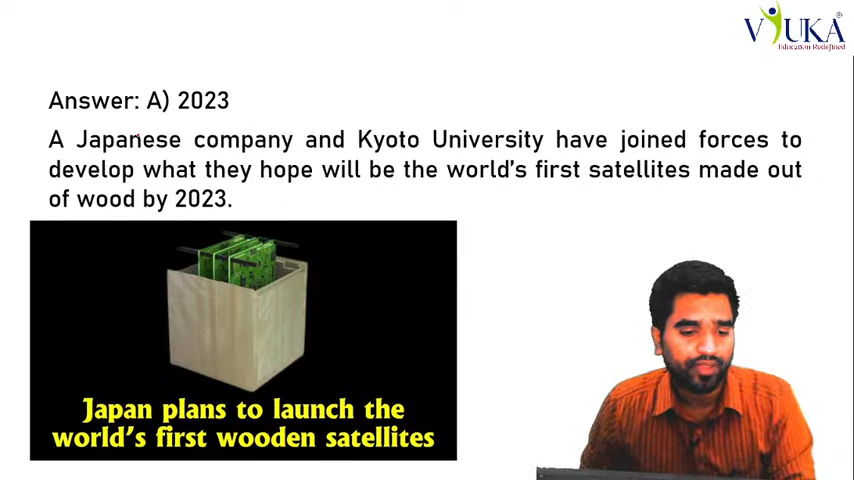 VYUKA
Education Redefined
Answer: A) 2023
A Japanese company and Kyoto University have joined forces to
develop what they hope will be the world's first satellites made out
of wood by 2023.
Japan plans to launch the
world's first wooden satellites